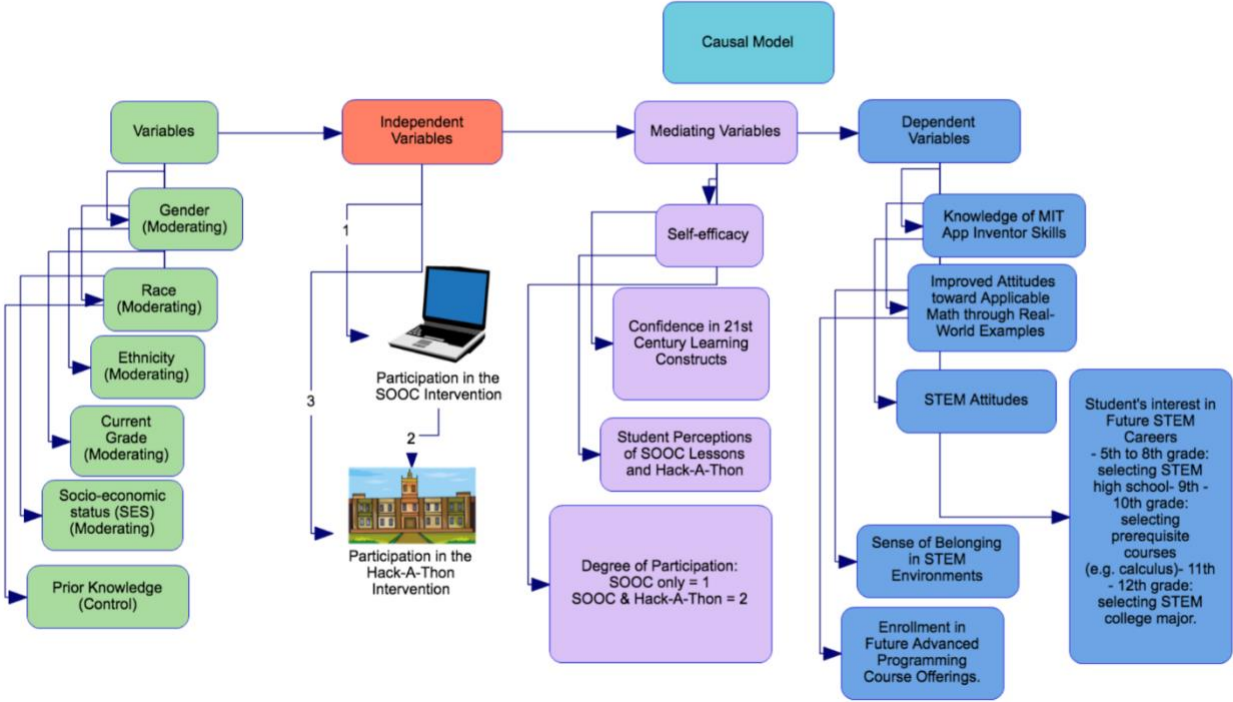 Causal Model
Variables
Independent
Variables
Mediating Variables
Dependent
Variables
Gender
(Moderating)
Race
(Moderating)
Ethnicity
(Moderating)
Current
Grade
(Moderating)
Socio-economic
status (SES)
(Moderating)
Prior Knowledge
(Control)
1
Participation in the
SOOC Intervention
3
2
Participation in the
Hack-A-Thon
Intervention
Self-efficacy
Confidence in 21st
Century Learning
Constructs
Student Perceptions
of SOOC Lessons
and Hack-A-Thon
Degree of Participation:
SOOC only = 1
SOOC & Hack-A-Thon = 2
Knowledge of MIT
App Inventor Skills
Improved Attitudes
toward Applicable
Math through Real-
World Examples
STEM Attitudes
Sense of Belonging
in STEM
Environments
Enrollment in
Future Advanced
Programming
Course Offerings.
Student's interest in
Future STEM
Careers
- 5th to 8th grade:
selecting STEM
high school- 9th -
10th grade:
selecting
prerequisite
courses
(e.g. calculus)- 11th
- 12th grade:
selecting STEM
college major.